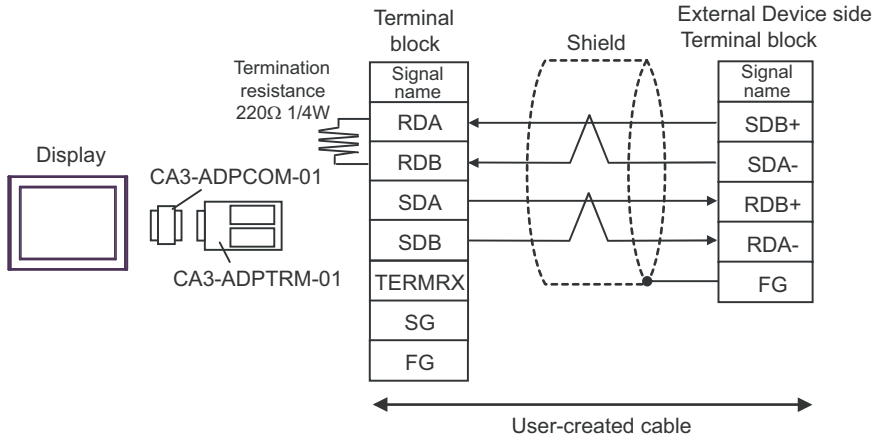 Terminal
block
Shield
External Device side
Terminal block
Termination
resistance
220Ω 1/4W
Signal
name
RDA
RDB
SDA
SDB
TERMRX
SG
FG
Signal
name
SDB+
SDA-
RDB+
RDA-
FG
Display
CA3-ADPCOM-01
CA3-ADPTRM-01
User-created cable